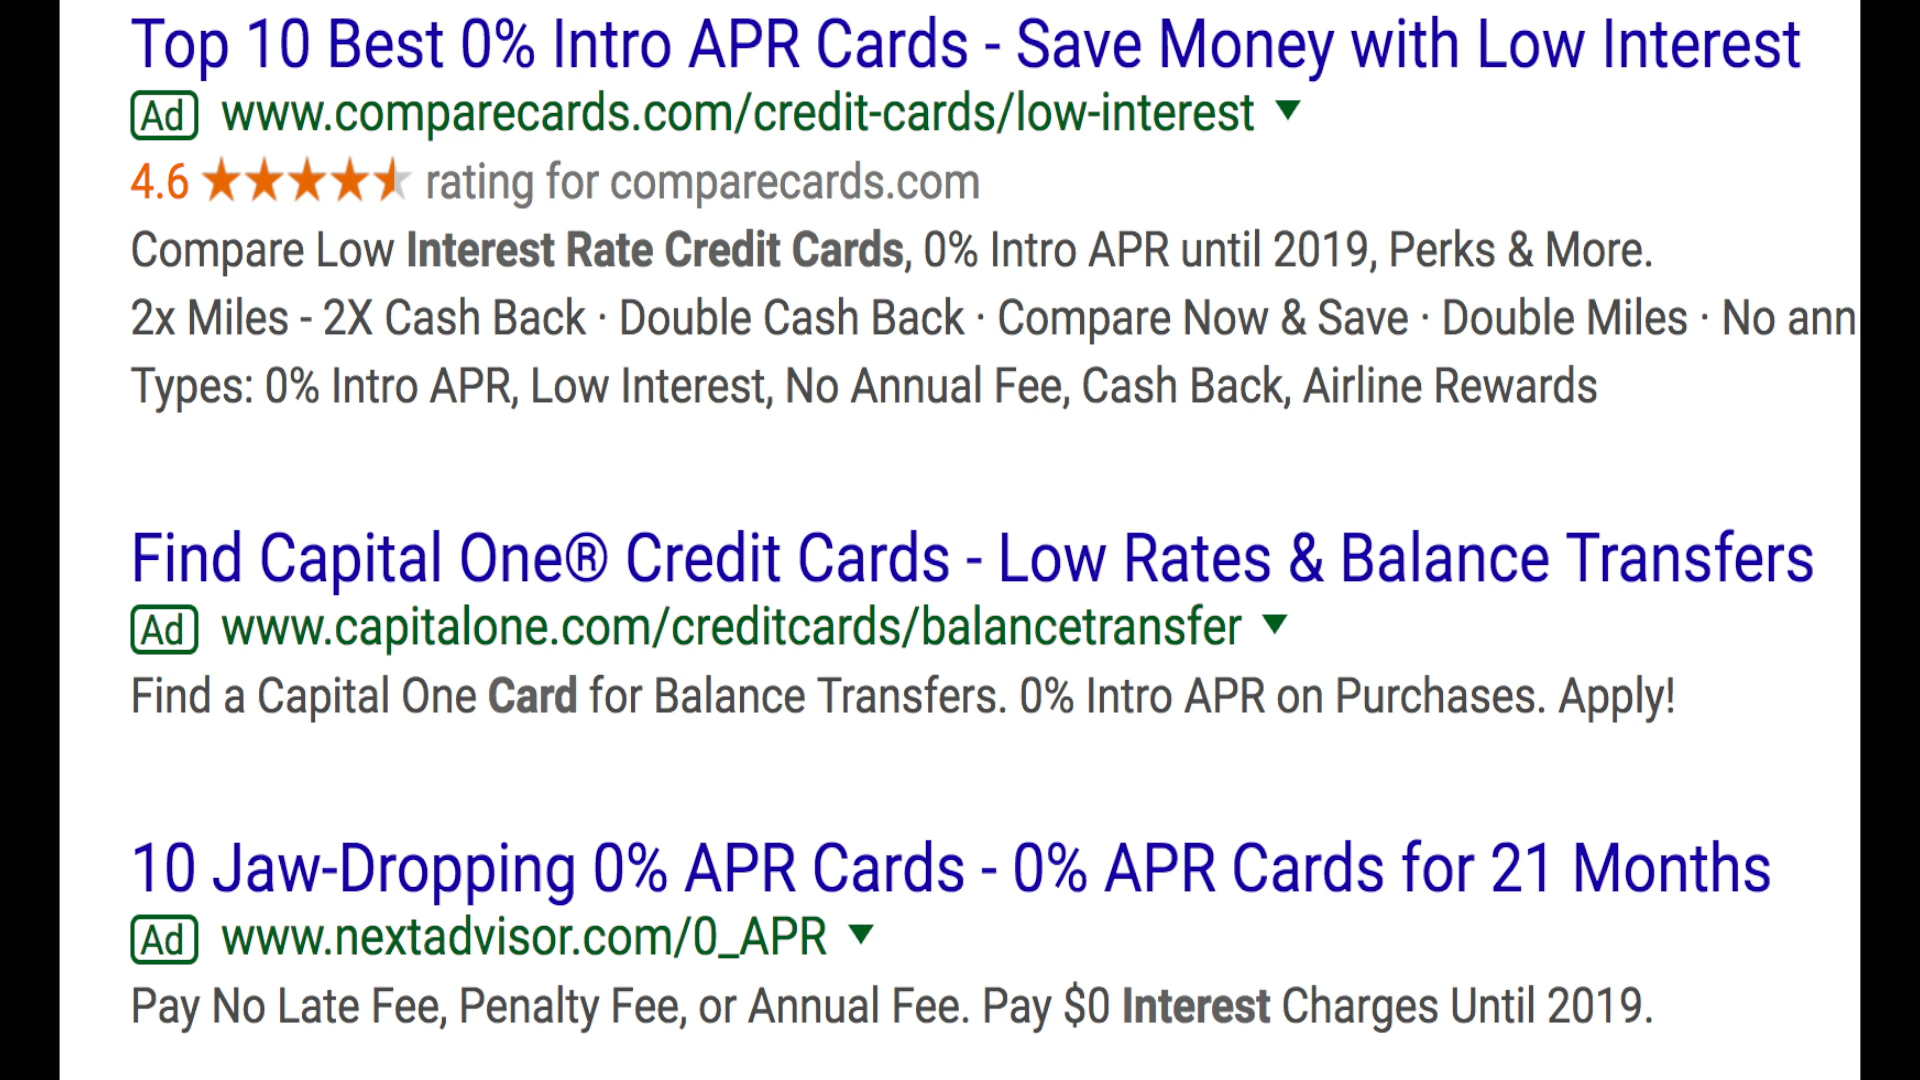 Top 10 Best 0% Intro APR Cards - Save Money with Low Interest
Ad www.comparecards.com/credit-cards/low-interest ▼
4.6 ★★★★★ rating for comparecards.com
Compare Low Interest Rate Credit Cards, 0% Intro APR until 2019, Perks & More.
2x Miles - 2X Cash Back · Double Cash Back · Compare Now & Save · Double Miles · No ann
Types: 0% Intro APR, Low Interest, No Annual Fee, Cash Back, Airline Rewards
Find Capital One® Credit Cards - Low Rates & Balance Transfers
Ad www.capitalone.com/creditcards/balancetransfer ▼
Find a Capital One Card for Balance Transfers. 0% Intro APR on Purchases. Apply!
10 Jaw-Dropping 0% APR Cards - 0% APR Cards for 21 Months
Ad www.nextadvisor.com/0_APR ▼
Pay No Late Fee, Penalty Fee, or Annual Fee. Pay $0 Interest Charges Until 2019.